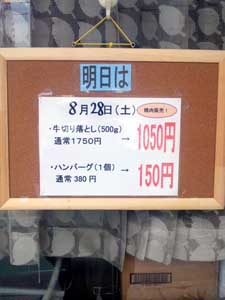 明日は
8月28日(土)
店内販売!
・牛切り落とし(500g)
通常1750円 → 1050円
・ハンバーグ(1個)
通常 380円 → 150円